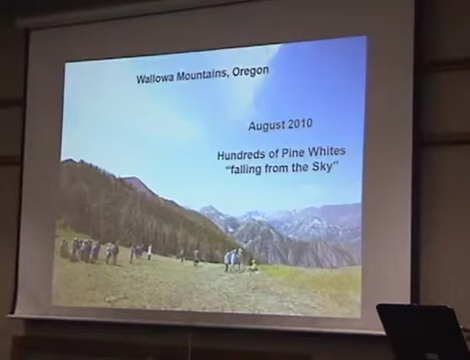 Wallowa Mountains, Oregon
August 2010
Hundreds of Pine Whites
"falling from the Sky"